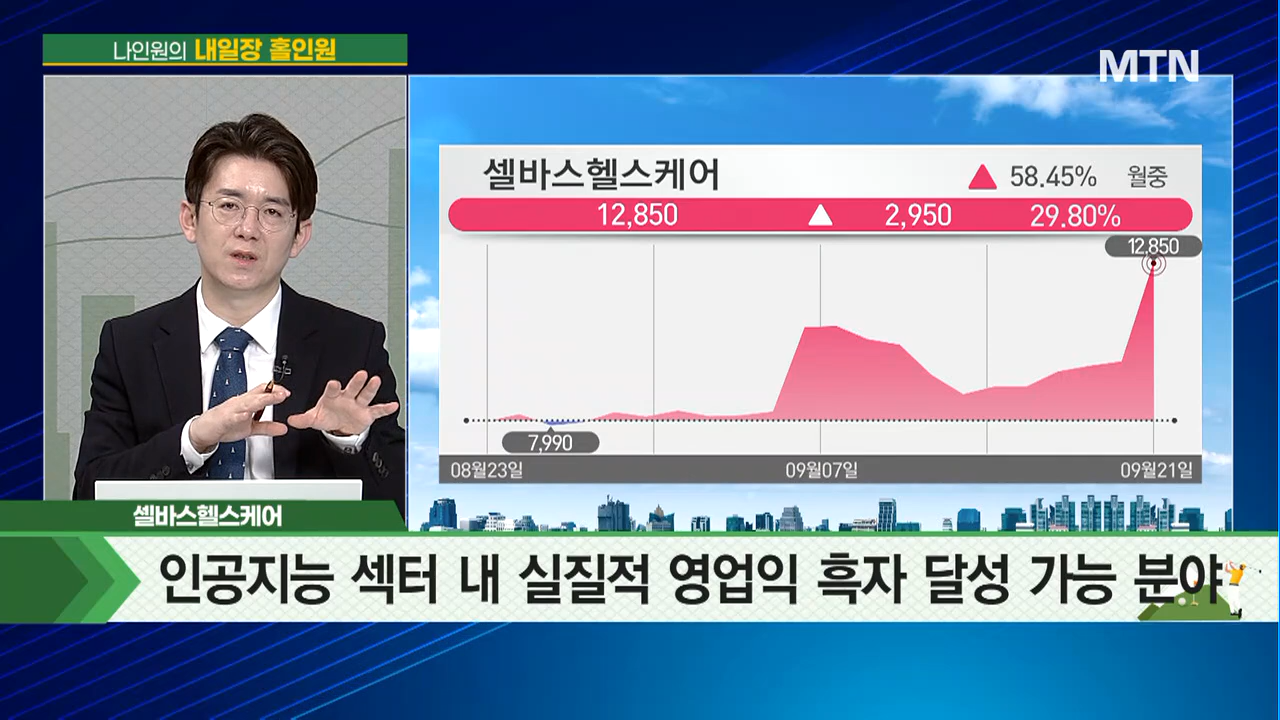 나인원의 내일장 홀인원
MTN
셀바스헬스케어 ▲ 58.45% 월중
12,850 ▲ 2,950 29.80%
12,850
7,990
08월23일 09월07일 09월21일
셀바스헬스케어
인공지능 섹터 내 실질적 영업익 흑자 달성 가능 분야